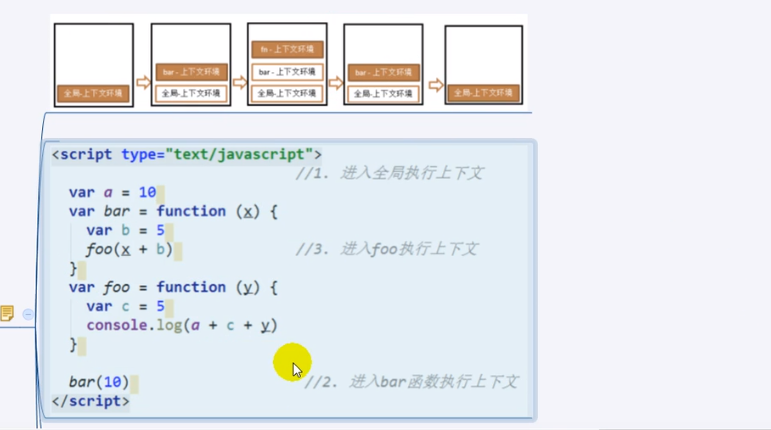 全局-上下文环境
bar - 上下文环境
全局-上下文环境
fn - 上下文环境
bar - 上下文环境
全局-上下文环境
bar - 上下文环境
全局-上下文环境
全局-上下文环境
<script type="text/javascript">
//1. 进入全局执行上下文
var a = 10
var bar = function (x) {
var b = 5
foo(x + b) //3. 进入foo执行上下文
}
var foo = function (y) {
var c = 5
console.log(a + c + y)
}
bar(10) //2. 进入bar函数执行上下文
</script>